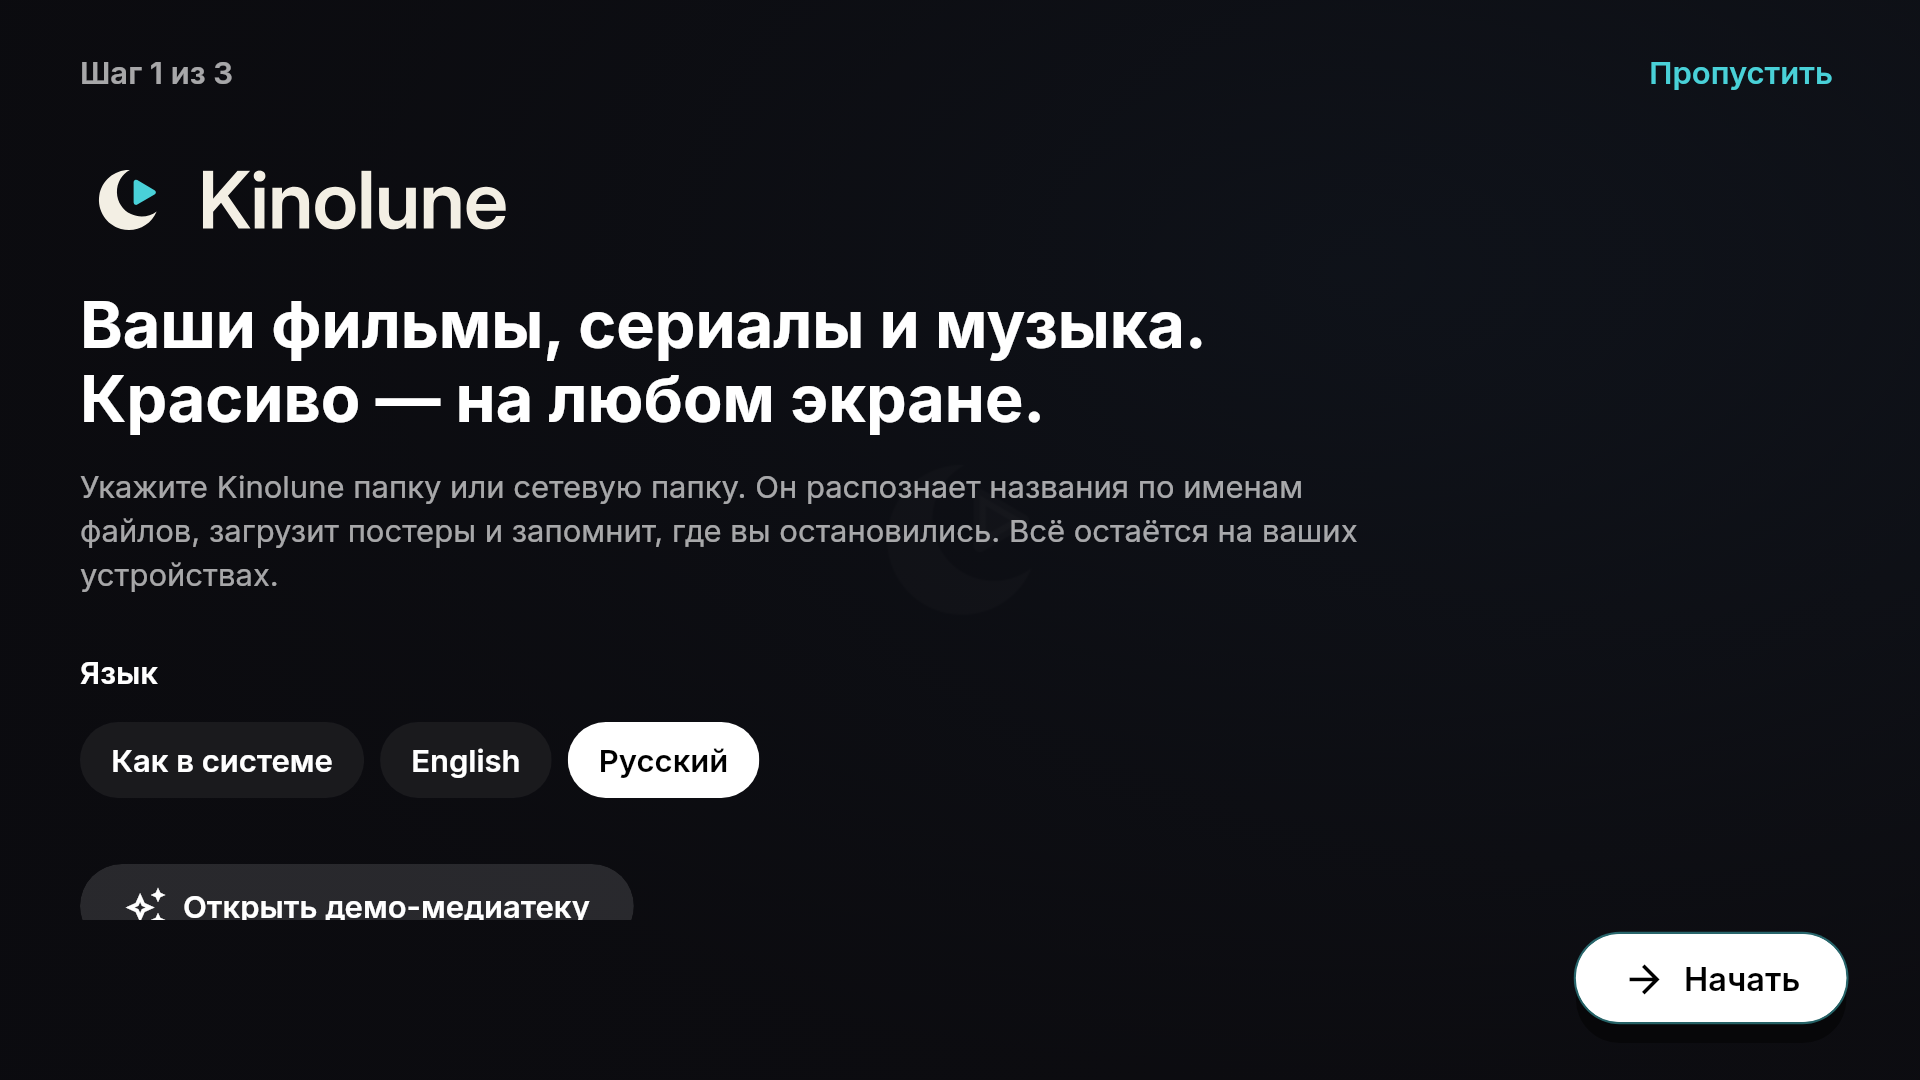 Шаг 1 из 3
Пропустить
Kinolune
Ваши фильмы, сериалы и музыка.
Красиво — на любом экране.
Укажите Kinolune папку или сетевую папку. Он распознает названия по именам
файлов, загрузит постеры и запомнит, где вы остановились. Всё остаётся на ваших
устройствах.
Язык
Как в системе
English
Русский
Открыть демо-медиатеку
Начать